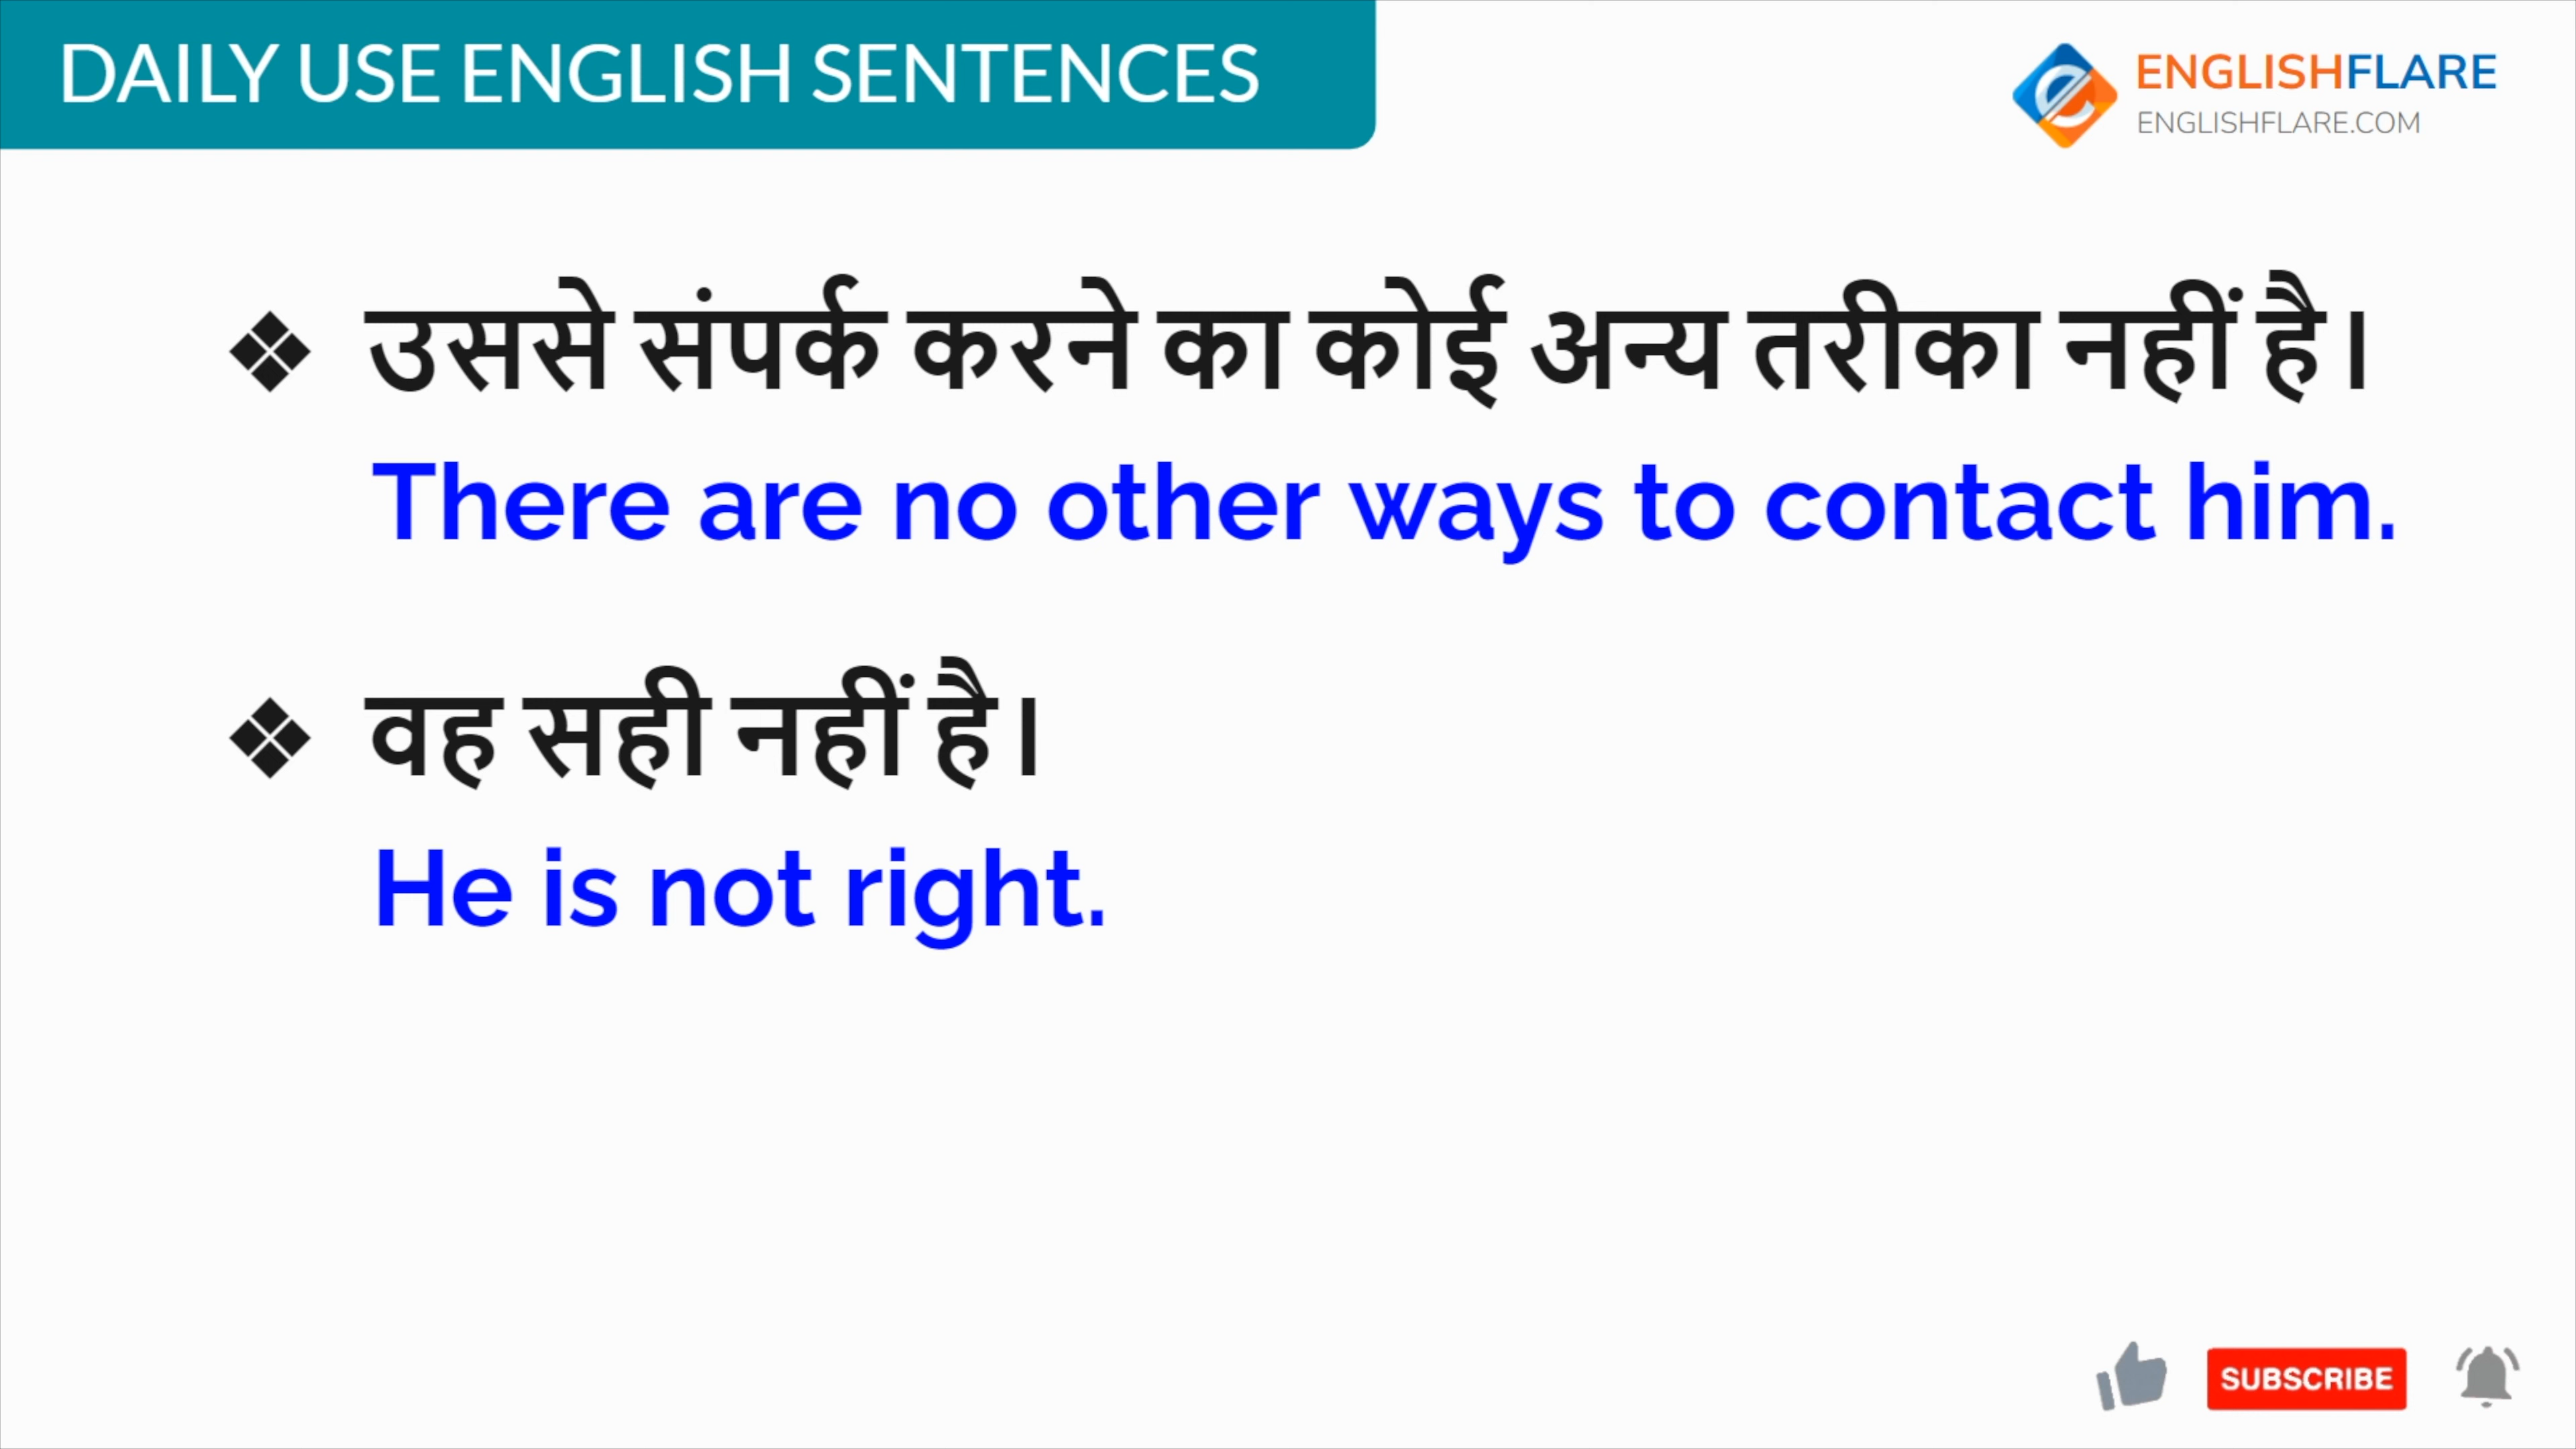 DAILY USE ENGLISH SENTENCES
ENGLISHFLARE
ENGLISHFLARE.COM
❖ उससे संपर्क करने का कोई अन्य तरीका नहीं है।
There are no other ways to contact him.
❖ वह सही नहीं है।
He is not right.
SUBSCRIBE